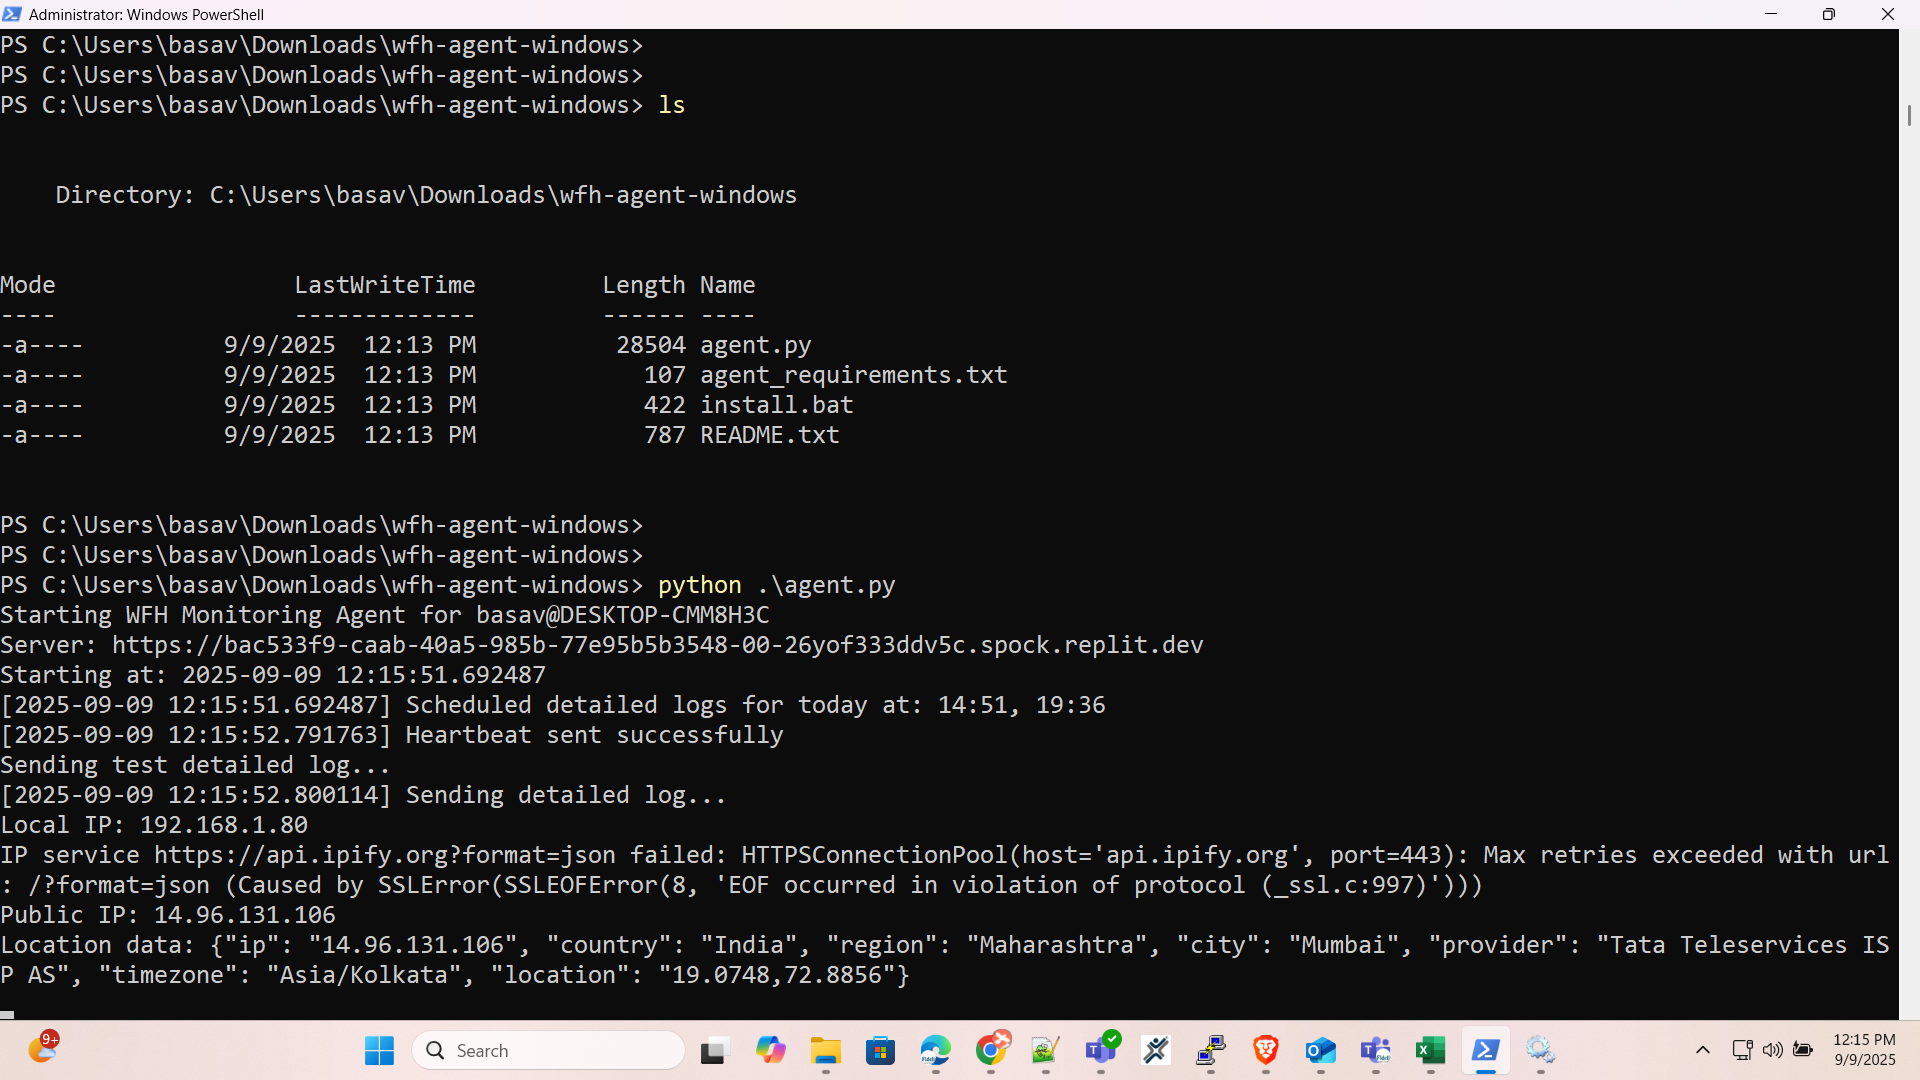 Administrator: Windows PowerShell
PS C:\Users\basav\Downloads\wfh-agent-windows>
PS C:\Users\basav\Downloads\wfh-agent-windows>
PS C:\Users\basav\Downloads\wfh-agent-windows> ls
Directory: C:\Users\basav\Downloads\wfh-agent-windows
Mode LastWriteTime Length Name
---- ------------- ------ ----
-a---- 9/9/2025 12:13 PM 28504 agent.py
-a---- 9/9/2025 12:13 PM 107 agent_requirements.txt
-a---- 9/9/2025 12:13 PM 422 install.bat
-a---- 9/9/2025 12:13 PM 787 README.txt
PS C:\Users\basav\Downloads\wfh-agent-windows>
PS C:\Users\basav\Downloads\wfh-agent-windows>
PS C:\Users\basav\Downloads\wfh-agent-windows> python .\agent.py
Starting WFH Monitoring Agent for basav@DESKTOP-CMM8H3C
Server: https://bac533f9-caab-40a5-985b-77e95b5b3548-00-26yof333ddv5c.spock.replit.dev
Starting at: 2025-09-09 12:15:51.692487
[2025-09-09 12:15:51.692487] Scheduled detailed logs for today at: 14:51, 19:36
[2025-09-09 12:15:52.791763] Heartbeat sent successfully
Sending test detailed log...
[2025-09-09 12:15:52.800114] Sending detailed log...
Local IP: 192.168.1.80
IP service https://api.ipify.org?format=json failed: HTTPSConnectionPool(host='api.ipify.org', port=443): Max retries exceeded with url
: /?format=json (Caused by SSLError(SSLEOFError(8, 'EOF occurred in violation of protocol (_ssl.c:997)')))
Public IP: 14.96.131.106
Location data: {"ip": "14.96.131.106", "country": "India", "region": "Maharashtra", "city": "Mumbai", "provider": "Tata Teleservices IS
P AS", "timezone": "Asia/Kolkata", "location": "19.0748,72.8856"}
9+
Search
12:15 PM
9/9/2025